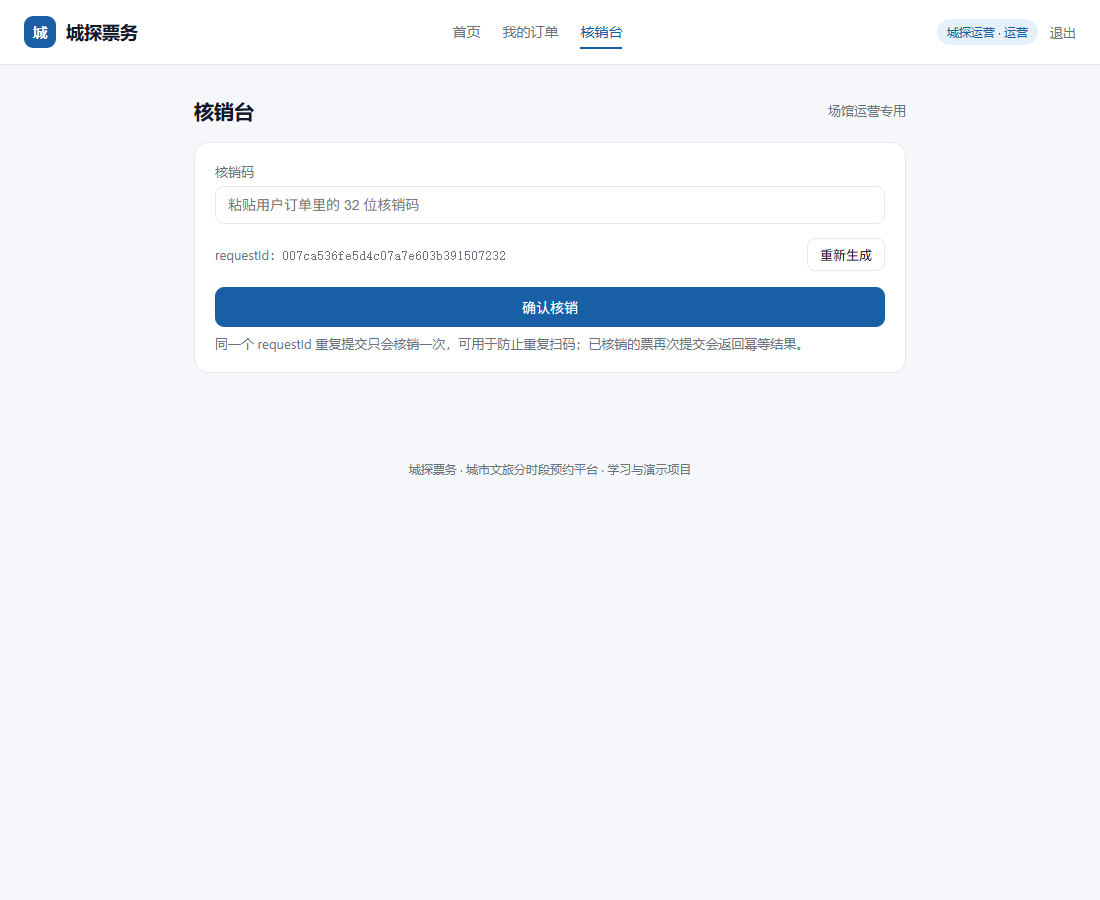 城 城探票务 首页 我的订单 核销台 城探运营 · 运营 退出
核销台 场馆运营专用
核销码
粘贴用户订单里的 32 位核销码
requestId：007ca536fe5d4c07a7e603b391507232 重新生成
确认核销
同一个 requestId 重复提交只会核销一次，可用于防止重复扫码；已核销的票再次提交会返回幂等结果。
城探票务 · 城市文旅分时段预约平台 · 学习与演示项目